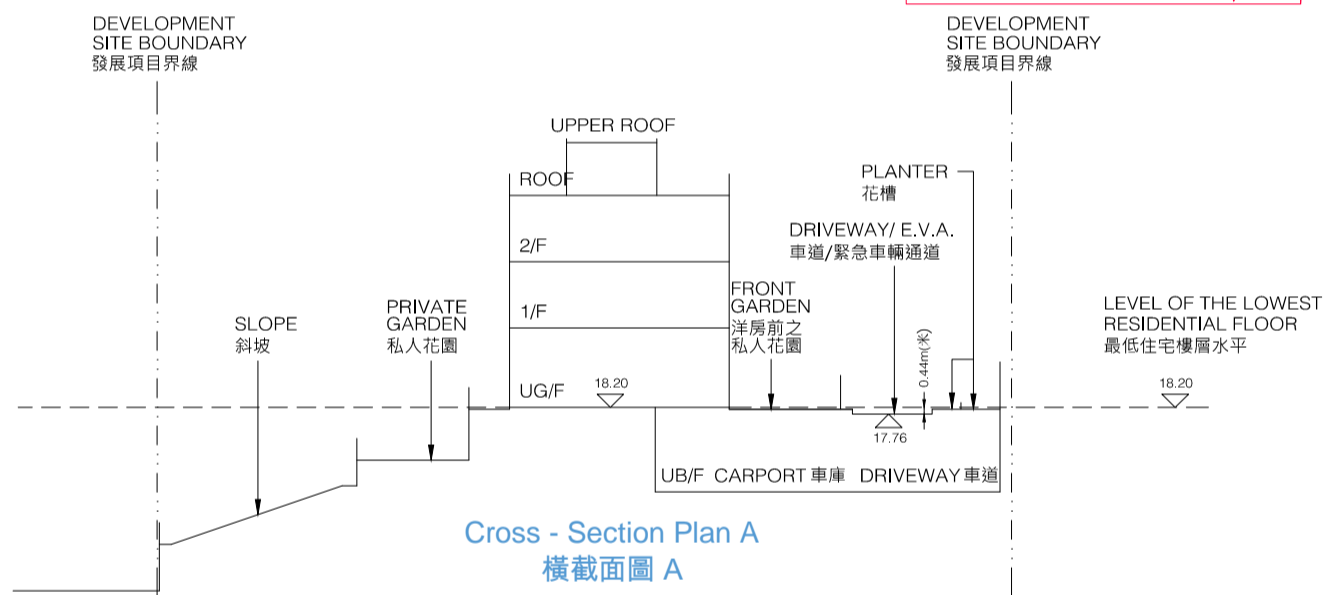 DEVELOPMENT
SITE BOUNDARY
發展項目界線
DEVELOPMENT
SITE BOUNDARY
發展項目界線
UPPER ROOF
ROOF
2/F
1/F
UG/F
18.20
SLOPE
斜坡
PRIVATE
GARDEN
私人花園
FRONT
GARDEN
洋房前之
私人花園
PLANTER
花槽
DRIVEWAY/ E.V.A.
車道/緊急車輛通道
0.44m(米)
17.76
LEVEL OF THE LOWEST
RESIDENTIAL FLOOR
最低住宅樓層水平
18.20
UB/F CARPORT 車庫 DRIVEWAY 車道
Cross - Section Plan A
橫截面圖 A